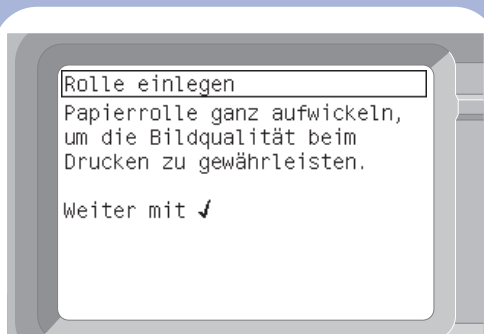 Rolle einlegen
Papierrolle ganz aufwickeln,
um die Bildqualität beim
Drucken zu gewährleisten.
Weiter mit ✓